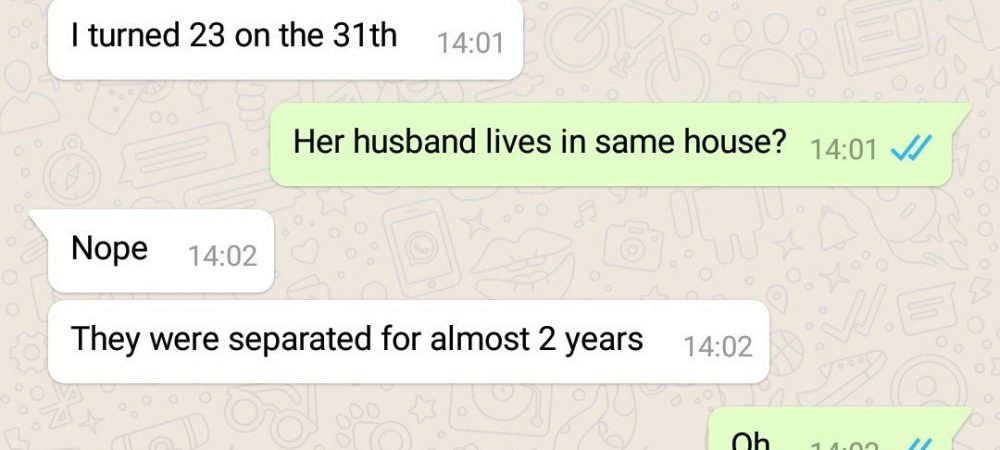 I turned 23 on the 31th 14:01
Her husband lives in same house? 14:01
Nope 14:02
They were separated for almost 2 years 14:02
Oh